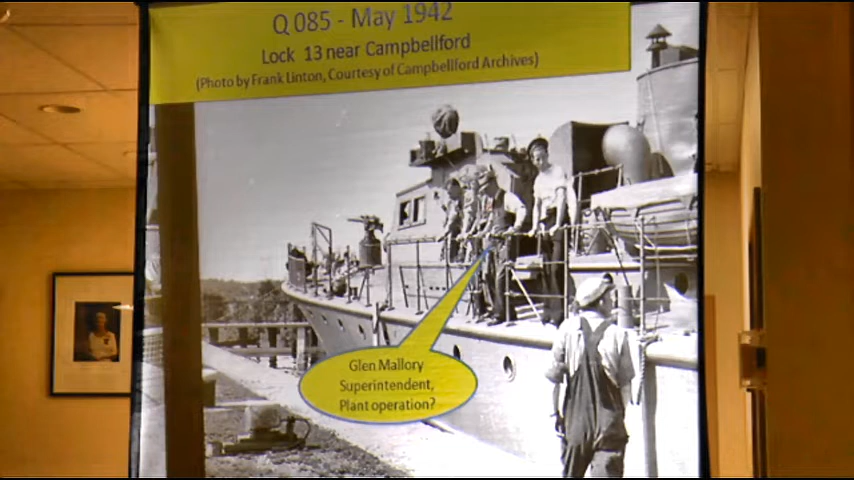 Q 085 - May 1942
Lock 13 near Campbellford
(Photo by Frank Linton, Courtesy of Campbellford Archives)
Glen Mallory
Superintendent,
Plant operation?